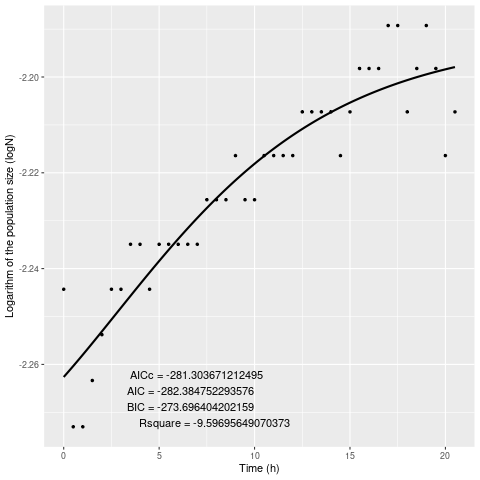 -2.20
-2.22
-2.24
-2.26
Logarithm of the population size (logN)
AICc = -281.303671212495
AIC = -282.384752293576
BIC = -273.696404202159
Rsquare = -9.59695649070373
0 5 10 15 20
Time (h)